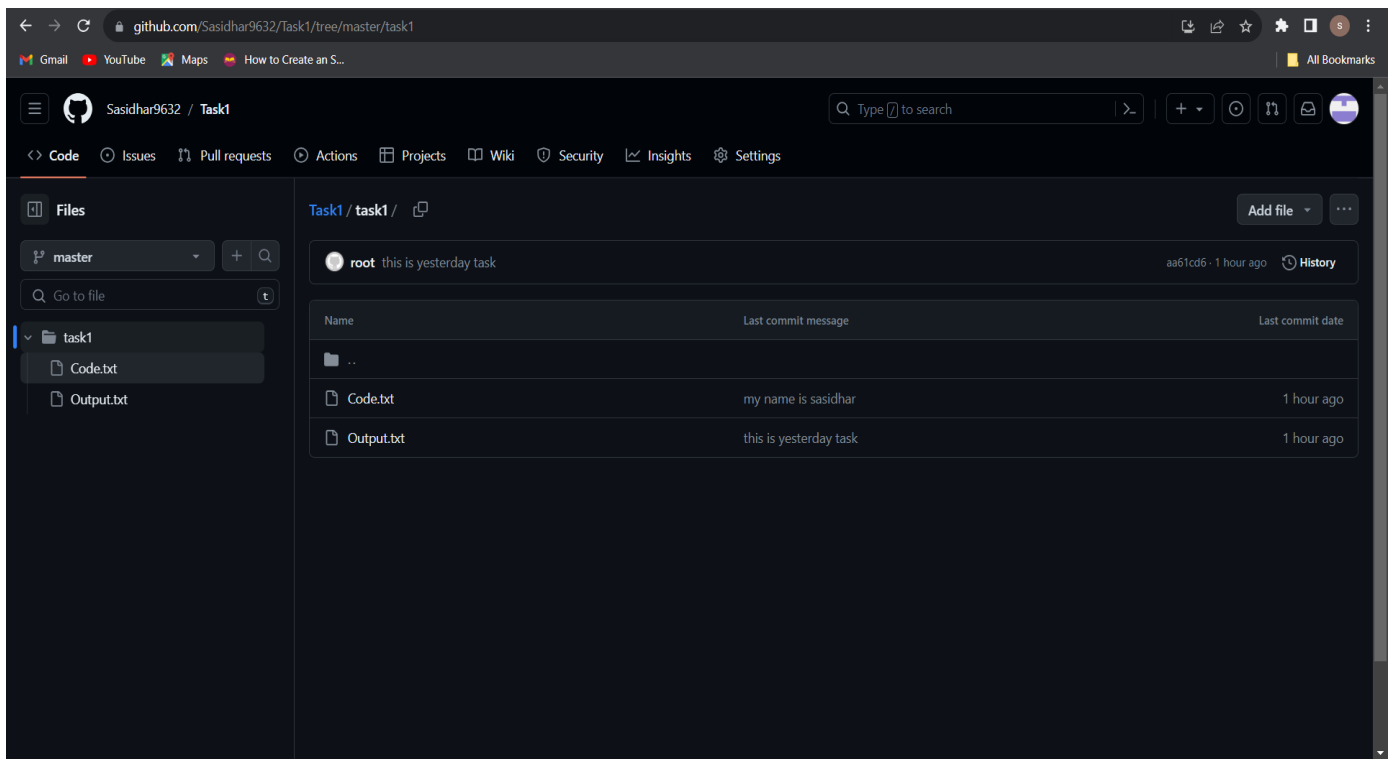 github.com/Sasidhar9632/Task1/tree/master/task1
S
Gmail YouTube Maps How to Create an S... All Bookmarks
Sasidhar9632 / Task1 Type / to search
Code Issues Pull requests Actions Projects Wiki Security Insights Settings
Files
Task1 / task1 / Add file
master
root this is yesterday task aa61cd6 · 1 hour ago History
Go to file t
Name Last commit message Last commit date
task1
..
Code.txt
Code.txt my name is sasidhar 1 hour ago
Output.txt
Output.txt this is yesterday task 1 hour ago